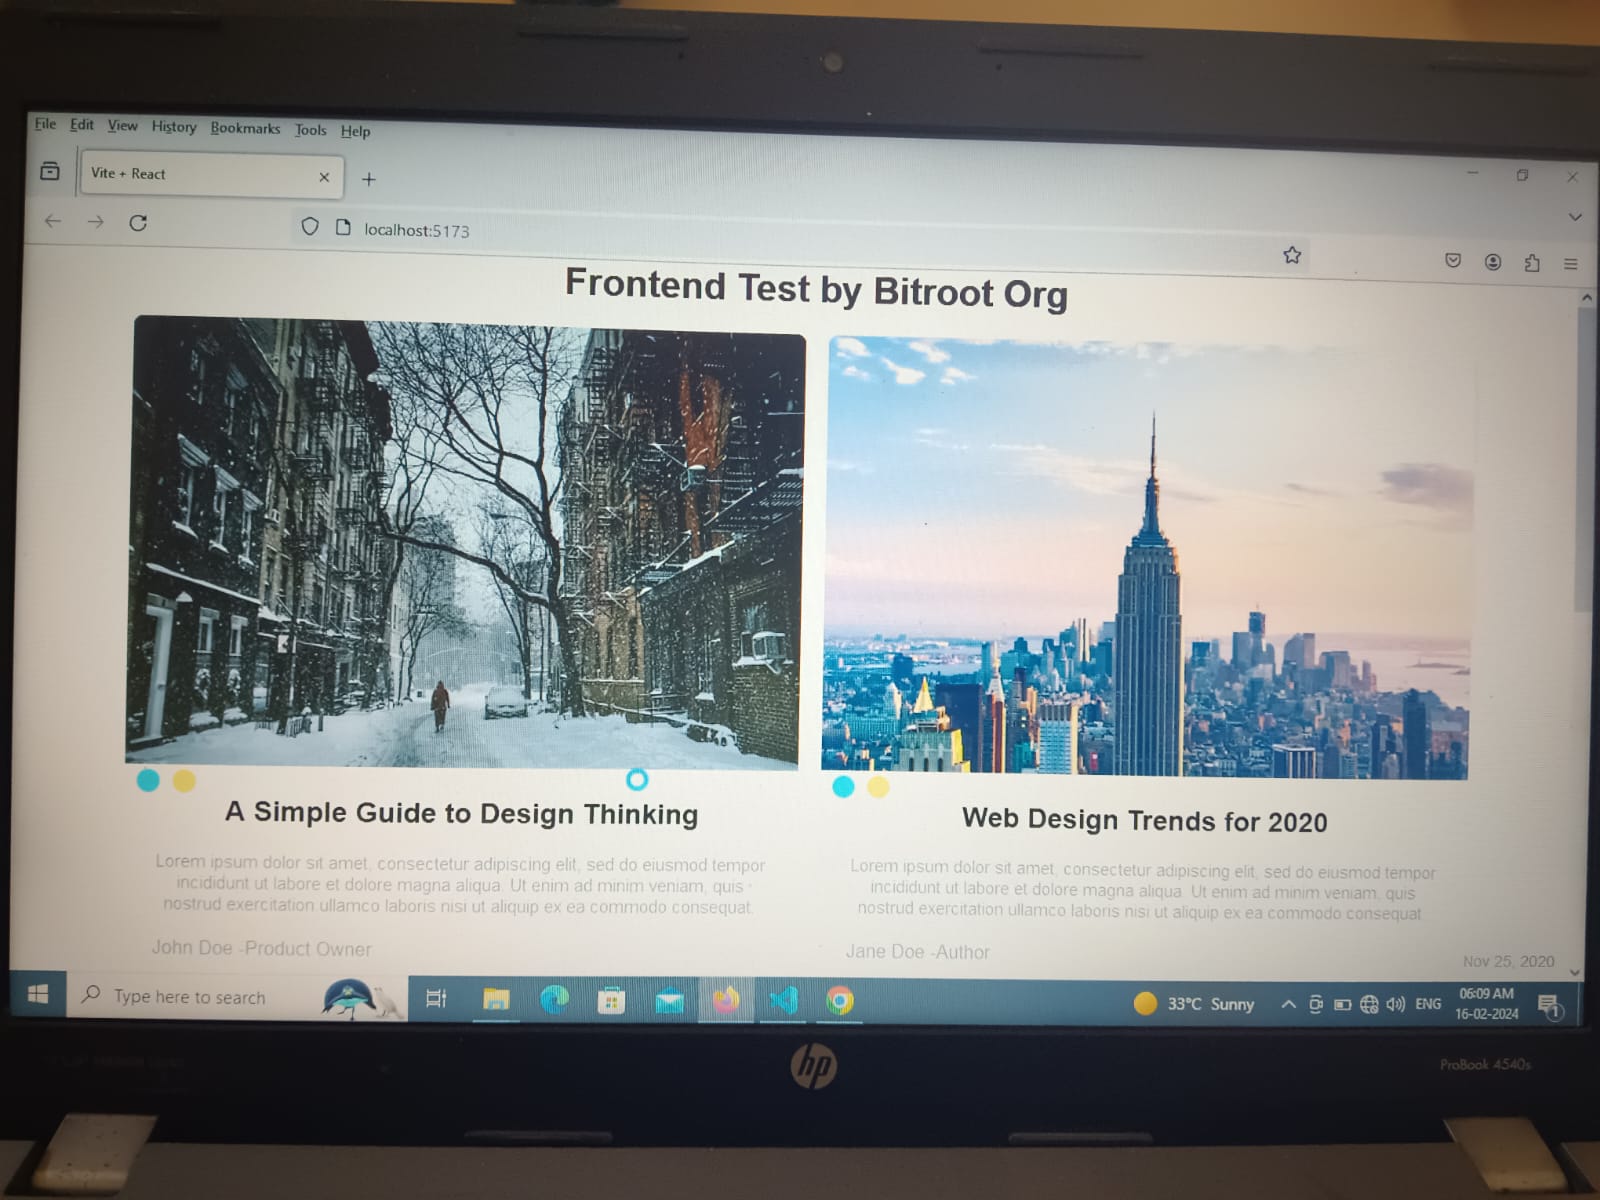 File Edit View History Bookmarks Tools Help
Vite + React
localhost:5173
Frontend Test by Bitroot Org
A Simple Guide to Design Thinking
Lorem ipsum dolor sit amet, consectetur adipiscing elit, sed do eiusmod tempor
incididunt ut labore et dolore magna aliqua. Ut enim ad minim veniam, quis
nostrud exercitation ullamco laboris nisi ut aliquip ex ea commodo consequat.
John Doe -Product Owner
Web Design Trends for 2020
Lorem ipsum dolor sit amet, consectetur adipiscing elit, sed do eiusmod tempor
incididunt ut labore et dolore magna aliqua. Ut enim ad minim veniam, quis
nostrud exercitation ullamco laboris nisi ut aliquip ex ea commodo consequat
Jane Doe -Author
Nov 25, 2020
Type here to search
33°C Sunny
ENG
06:09 AM
16-02-2024
1
hp
ProBook 4540s